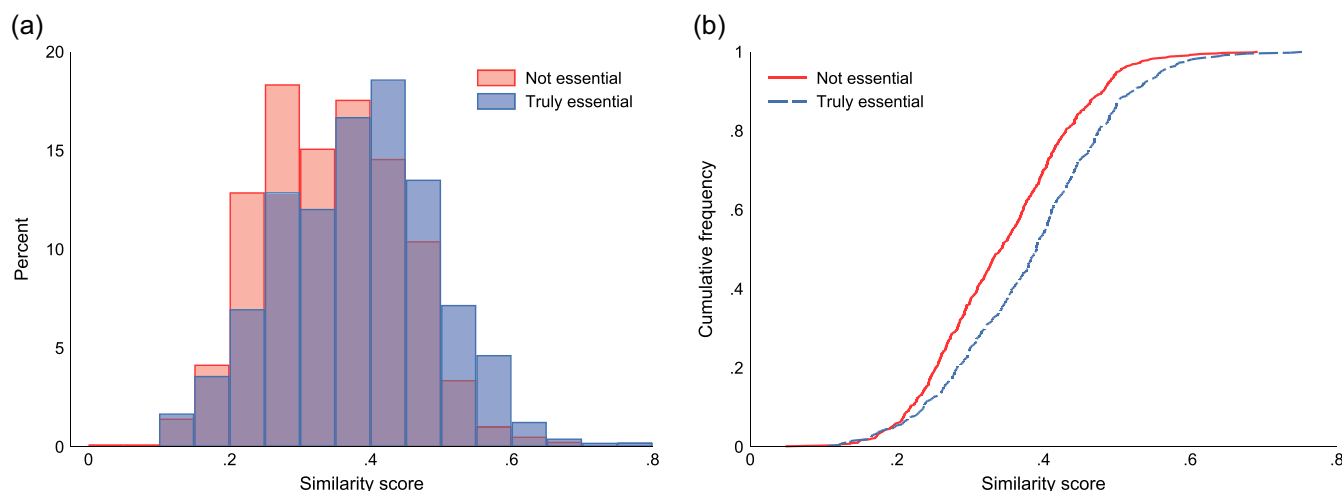 (a)
20
15
10
5
0
Percent
Not essential
Truly essential
0 .2 .4 .6 .8
Similarity score
(b)
1
.8
.6
.4
.2
0
Cumulative frequency
Not essential
Truly essential
0 .2 .4 .6 .8
Similarity score